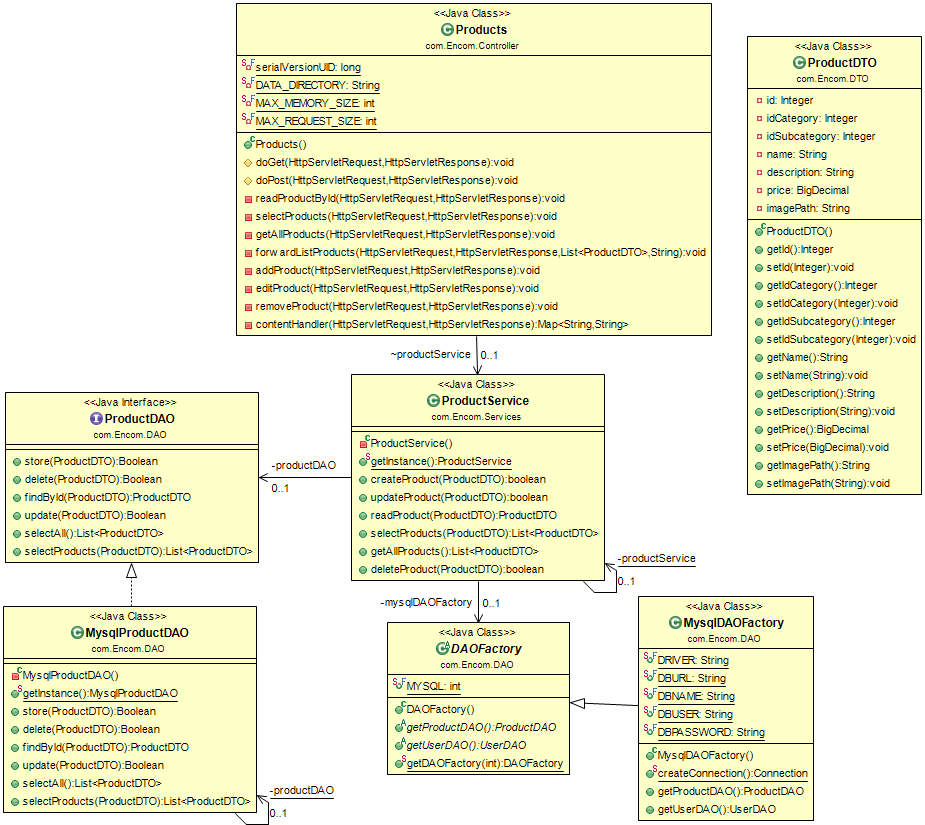 <<Java Class>>
Products
com.Encom.Controller
serialVersionUID: long
DATA_DIRECTORY: String
MAX_MEMORY_SIZE: int
MAX_REQUEST_SIZE: int
Products()
doGet(HttpServletRequest,HttpServletResponse):void
doPost(HttpServletRequest,HttpServletResponse):void
readProductById(HttpServletRequest,HttpServletResponse):void
selectProducts(HttpServletRequest,HttpServletResponse):void
getAllProducts(HttpServletRequest,HttpServletResponse):void
forwardListProducts(HttpServletRequest,HttpServletResponse,List<ProductDTO>,String):void
addProduct(HttpServletRequest,HttpServletResponse):void
editProduct(HttpServletRequest,HttpServletResponse):void
removeProduct(HttpServletRequest,HttpServletResponse):void
contentHandler(HttpServletRequest,HttpServletResponse):Map<String,String>
<<Java Class>>
ProductDTO
com.Encom.DTO
id: Integer
idCategory: Integer
idSubcategory: Integer
name: String
description: String
price: BigDecimal
imagePath: String
ProductDTO()
getId():Integer
setId(Integer):void
getIdCategory():Integer
setIdCategory(Integer):void
getIdSubcategory():Integer
setIdSubcategory(Integer):void
getName():String
setName(String):void
getDescription():String
setDescription(String):void
getPrice():BigDecimal
setPrice(BigDecimal):void
getImagePath():String
setImagePath(String):void
~productService 0..1
<<Java Class>>
ProductService
com.Encom.Services
ProductService()
getInstance():ProductService
createProduct(ProductDTO):boolean
updateProduct(ProductDTO):boolean
readProduct(ProductDTO):ProductDTO
selectProducts(ProductDTO):List<ProductDTO>
getAllProducts():List<ProductDTO>
deleteProduct(ProductDTO):boolean
-productService
0..1
-productDAO
0..1
<<Java Interface>>
ProductDAO
com.Encom.DAO
store(ProductDTO):Boolean
delete(ProductDTO):Boolean
findById(ProductDTO):ProductDTO
update(ProductDTO):Boolean
selectAll():List<ProductDTO>
selectProducts(ProductDTO):List<ProductDTO>
<<Java Class>>
MysqlProductDAO
com.Encom.DAO
MysqlProductDAO()
getInstance():MysqlProductDAO
store(ProductDTO):Boolean
delete(ProductDTO):Boolean
findById(ProductDTO):ProductDTO
update(ProductDTO):Boolean
selectAll():List<ProductDTO>
selectProducts(ProductDTO):List<ProductDTO>
-productDAO
0..1
-mysqlDAOFactory 0..1
<<Java Class>>
DAOFactory
com.Encom.DAO
MYSQL: int
DAOFactory()
getProductDAO():ProductDAO
getUserDAO():UserDAO
getDAOFactory(int):DAOFactory
<<Java Class>>
MysqlDAOFactory
com.Encom.DAO
DRIVER: String
DBURL: String
DBNAME: String
DBUSER: String
DBPASSWORD: String
MysqlDAOFactory()
createConnection():Connection
getProductDAO():ProductDAO
getUserDAO():UserDAO